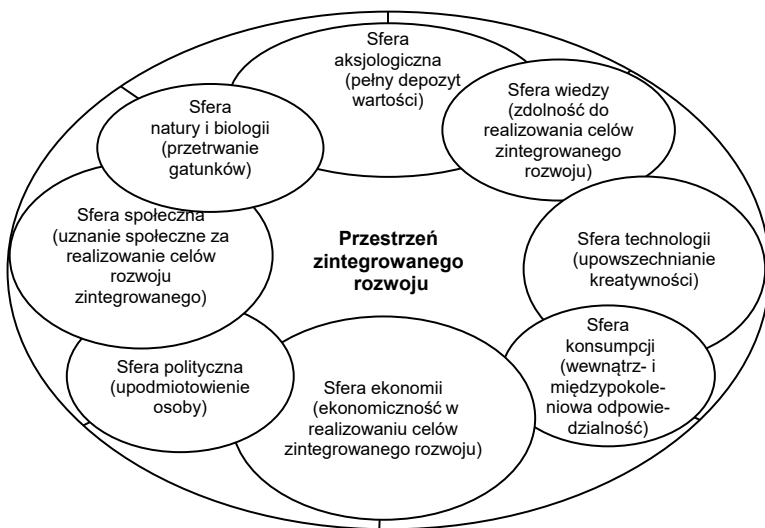 Sfera
aksjologiczna
(pełny depozyt
wartości)
Sfera wiedzy
(zdolność do
realizowania celów
zintegrowanego
rozwoju)
Sfera
natury i biologii
(przetrwanie
gatunków)
Sfera społeczna
(uznanie społeczne za
realizowanie celów
rozwoju
zintegrowanego)
Przestrzeń
zintegrowanego
rozwoju
Sfera technologii
(upowszechnianie
kreatywności)
Sfera
konsumpcji
(wewnątrz- i
międzypokole-
niowa odpowie-
dzialność)
Sfera polityczna
(upodmiotowienie
osoby)
Sfera ekonomii
(ekonomiczność w
realizowaniu celów
zintegrowanego rozwoju)